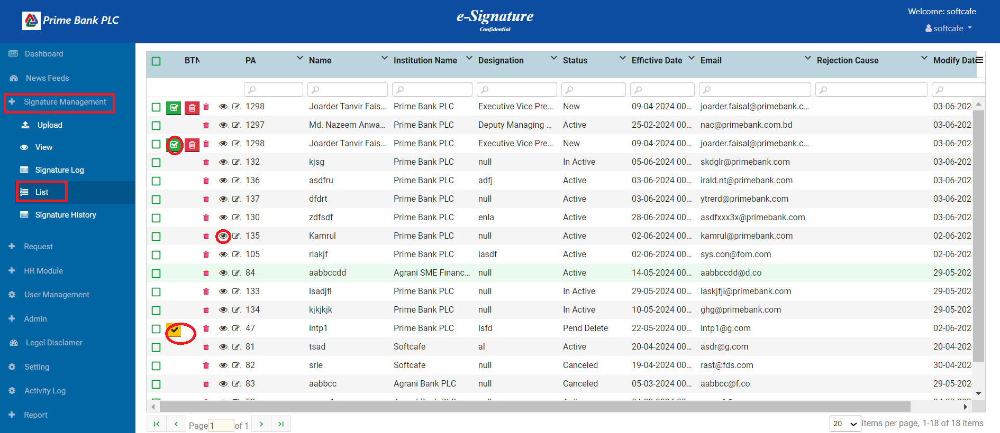 Prime Bank PLC
e-Signature
Confidential
Welcome: softcafe
softcafe
Dashboard
News Feeds
Signature Management
Upload
View
Signature Log
List
Signature History
Request
HR Module
User Management
Admin
Legel Disclamer
Setting
Activity Log
Report
BTN PA Name Institution Name Designation Status Effictive Date Email Rejection Cause Modify Date
1298 Joarder Tanvir Fais... Prime Bank PLC Executive Vice Pre... New 09-04-2024 00... joarder.faisal@primebank.c... 03-06-202
1297 Md. Nazeem Anwa... Prime Bank PLC Deputy Managing ... Active 25-02-2024 00... nac@primebank.com.bd 03-06-202
1298 Joarder Tanvir Fais... Prime Bank PLC Executive Vice Pre... New 09-04-2024 00... joarder.faisal@primebank.c... 03-06-202
132 kjsg Prime Bank PLC null In Active 05-06-2024 00... skdglr@primebank.com 03-06-202
136 asdfru Prime Bank PLC adfj Active 03-06-2024 00... irald.nt@primebank.com 03-06-202
137 dfdrt Prime Bank PLC null Active 03-06-2024 00... ytrerd@primebank.com 03-06-202
130 zdfsdf Prime Bank PLC enla Active 28-06-2024 00... asdfxxx3x@primebank.com 03-06-202
135 Kamrul Prime Bank PLC null Active 02-06-2024 00... kamrul@primebank.com 02-06-202
105 rlakjf Prime Bank PLC iasdf Active 02-06-2024 00... sys.con@fom.com 02-06-202
84 aabbccdd Agrani SME Financ... null Active 14-05-2024 00... aabbccdd@d.co 29-05-202
133 lsadjfl Prime Bank PLC null In Active 29-05-2024 00... laskjfji@primebank.com 29-05-202
134 kjkjkjk Prime Bank PLC null In Active 10-05-2024 00... ghg@primebank.com 29-05-202
47 intp1 Prime Bank PLC lsfd Pend Delete 22-05-2024 00... intp1@g.com 02-06-202
81 tsad Softcafe al Active 20-04-2024 00... asdr@g.com 20-04-202
82 srle Softcafe null Canceled 19-04-2024 00... rast@fds.com 30-04-202
83 aabbcc Agrani Bank PLC null Canceled 05-03-2024 00... aabbcc@f.co 29-05-202
Page 1 of 1
20 items per page, 1-18 of 18 items